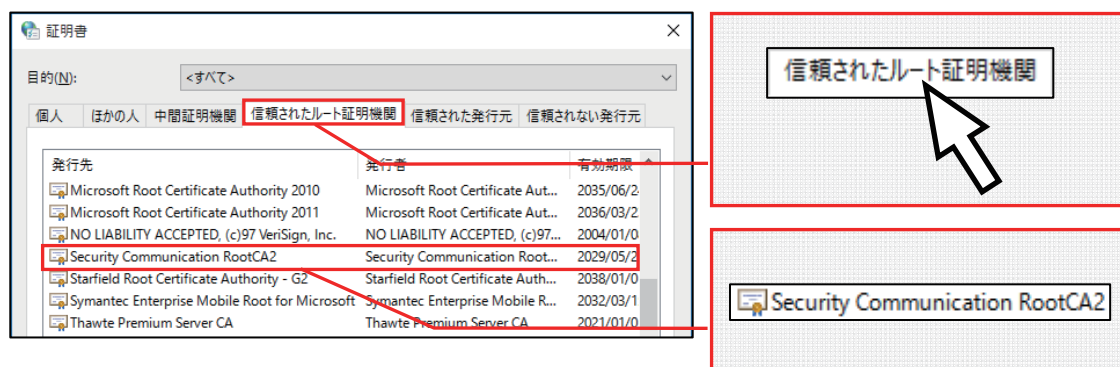 証明書
目的(N):
<すべて>
個人 ほかの人 中間証明機関 信頼されたルート証明機関 信頼された発行元 信頼されない発行元
発行先 発行者 有効期限
Microsoft Root Certificate Authority 2010 Microsoft Root Certificate Aut... 2035/06/2
Microsoft Root Certificate Authority 2011 Microsoft Root Certificate Aut... 2036/03/2
NO LIABILITY ACCEPTED, (c)97 VeriSign, Inc. NO LIABILITY ACCEPTED, (c)97... 2004/01/0
Security Communication RootCA2 Security Communication Root... 2029/05/2
Starfield Root Certificate Authority - G2 Starfield Root Certificate Auth... 2038/01/0
Symantec Enterprise Mobile Root for Microsoft Symantec Enterprise Mobile R... 2032/03/1
Thawte Premium Server CA Thawte Premium Server CA 2021/01/0
信頼されたルート証明機関
Security Communication RootCA2